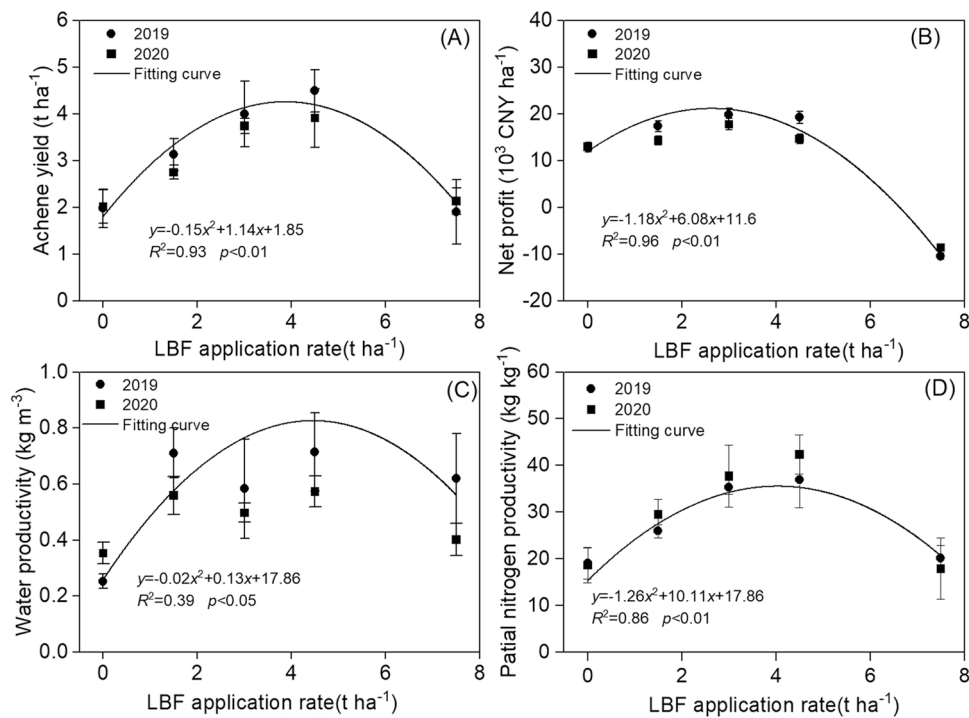 (A)
2019
2020
Fitting curve
Achene yield (t ha⁻¹)
6
5
4
3
2
1
0
y=-0.15x²+1.14x+1.85
R²=0.93 p<0.01
0 2 4 6 8
LBF application rate(t ha⁻¹)
(B)
2019
2020
Fitting curve
Net profit (10³ CNY ha⁻¹)
40
30
20
10
0
-10
-20
y=-1.18x²+6.08x+11.6
R²=0.96 p<0.01
0 2 4 6 8
LBF application rate(t ha⁻¹)
(C)
2019
2020
Fitting curve
Water productivity (kg m⁻³)
1.0
0.8
0.6
0.4
0.2
0.0
y=-0.02x²+0.13x+17.86
R²=0.39 p<0.05
0 2 4 6 8
LBF application rate(t ha⁻¹)
(D)
2019
2020
Fitting curve
Patial nitrogen productivity (kg kg⁻¹)
60
50
40
30
20
10
0
y=-1.26x²+10.11x+17.86
R²=0.86 p<0.01
0 2 4 6 8
LBF application rate(t ha⁻¹)